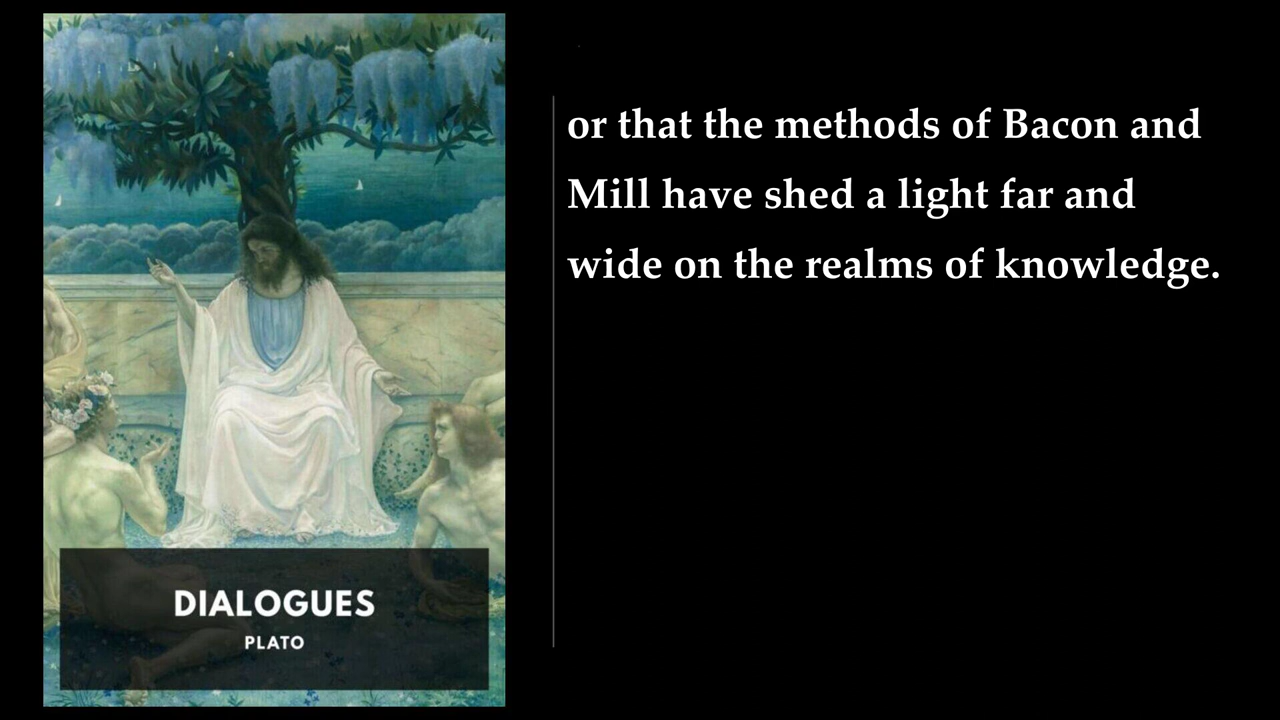 DIALOGUES
PLATO
or that the methods of Bacon and
Mill have shed a light far and
wide on the realms of knowledge.